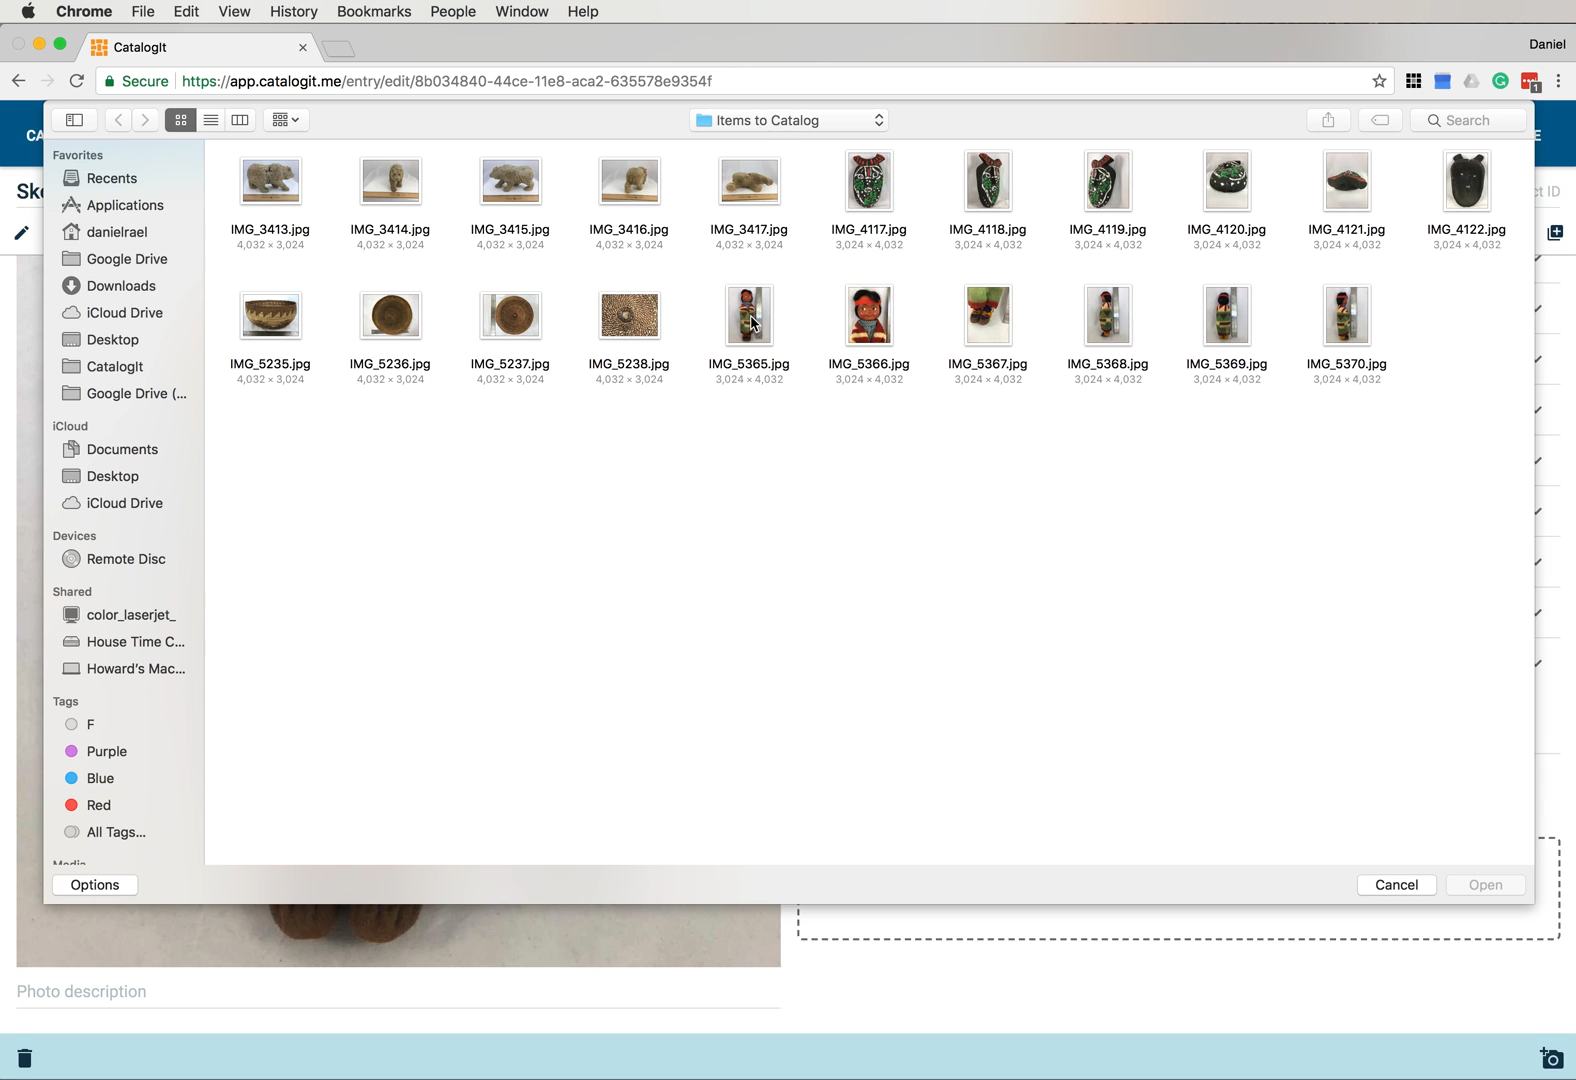 Chrome File Edit View History Bookmarks People Window Help
CatalogIt
Daniel
Secure https://app.catalogit.me/entry/edit/8b034840-44ce-11e8-aca2-635578e9354f
1
CA
Items to Catalog
Search
E
Ske
ct ID
Favorites
Recents
Applications
danielrael
Google Drive
Downloads
iCloud Drive
Desktop
CatalogIt
Google Drive (...
iCloud
Documents
Desktop
iCloud Drive
Devices
Remote Disc
Shared
color_laserjet_
House Time C...
Howard's Mac...
Tags
F
Purple
Blue
Red
All Tags...
Media
IMG_3413.jpg IMG_3414.jpg IMG_3415.jpg IMG_3416.jpg IMG_3417.jpg IMG_4117.jpg IMG_4118.jpg IMG_4119.jpg IMG_4120.jpg IMG_4121.jpg IMG_4122.jpg
4,032 × 3,024 4,032 × 3,024 4,032 × 3,024 4,032 × 3,024 4,032 × 3,024 3,024 × 4,032 3,024 × 4,032 3,024 × 4,032 3,024 × 4,032 3,024 × 4,032 3,024 × 4,032
IMG_5235.jpg IMG_5236.jpg IMG_5237.jpg IMG_5238.jpg IMG_5365.jpg IMG_5366.jpg IMG_5367.jpg IMG_5368.jpg IMG_5369.jpg IMG_5370.jpg
4,032 × 3,024 4,032 × 3,024 4,032 × 3,024 4,032 × 3,024 3,024 × 4,032 3,024 × 4,032 3,024 × 4,032 3,024 × 4,032 3,024 × 4,032 3,024 × 4,032
Options
Cancel Open
Photo description